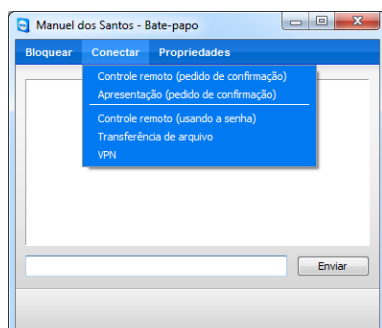 Manuel dos Santos - Bate-papo
Bloquear Conectar Propriedades
Controle remoto (pedido de confirmação)
Apresentação (pedido de confirmação)
Controle remoto (usando a senha)
Transferência de arquivo
VPN
Enviar